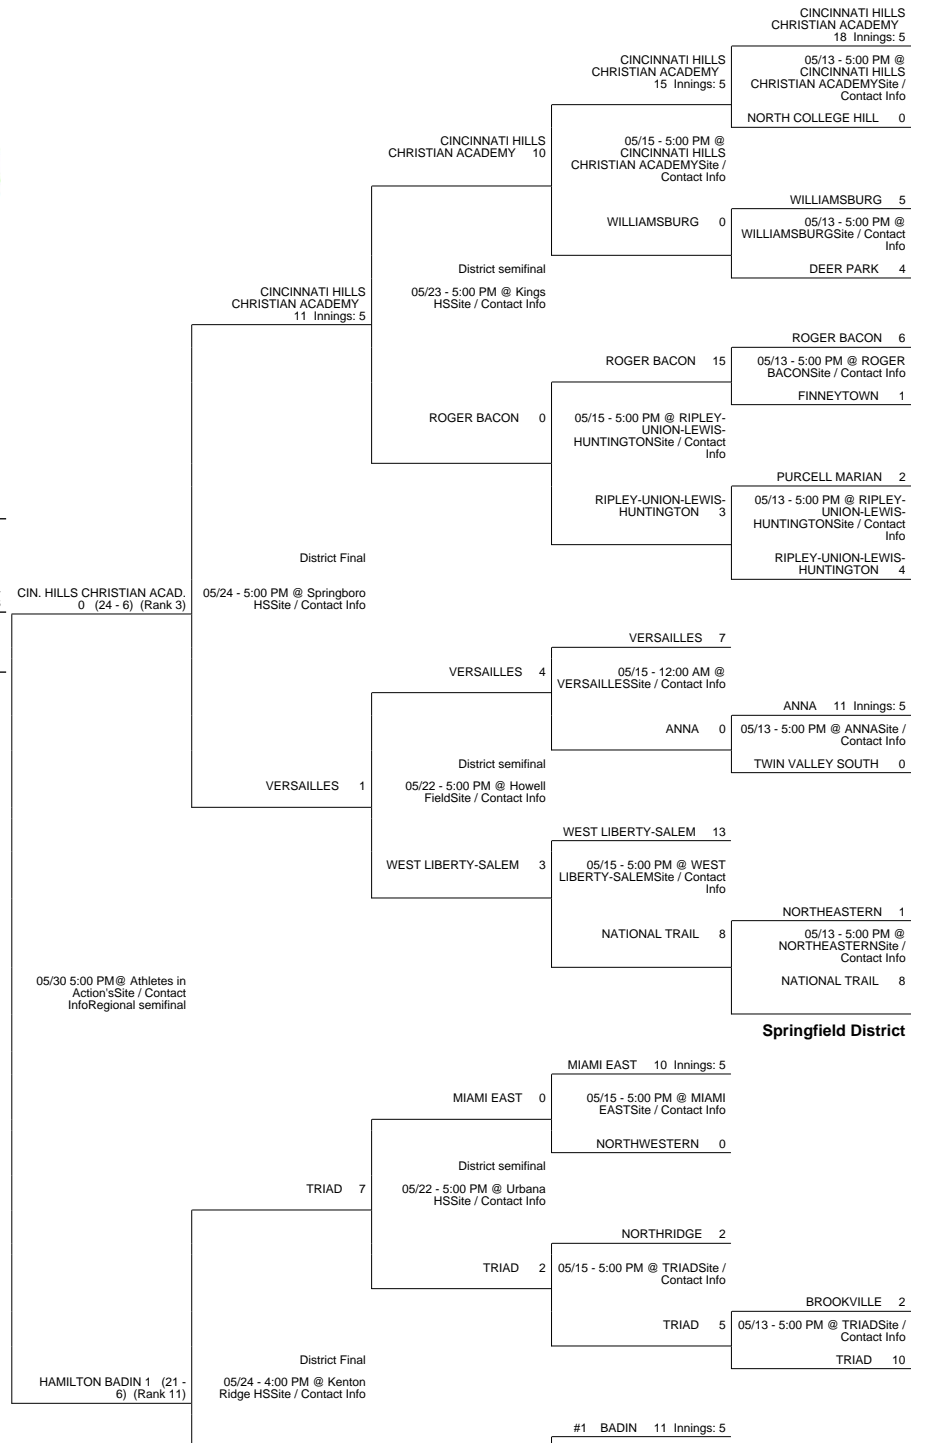 CINCINNATI HILLS
CHRISTIAN ACADEMY
18 Innings: 5
05/13 - 5:00 PM @
CINCINNATI HILLS
CHRISTIAN ACADEMYSite /
Contact Info
NORTH COLLEGE HILL 0
CINCINNATI HILLS
CHRISTIAN ACADEMY
15 Innings: 5
05/15 - 5:00 PM @
CINCINNATI HILLS
CHRISTIAN ACADEMYSite /
Contact Info
WILLIAMSBURG 0
WILLIAMSBURG 5
05/13 - 5:00 PM @
WILLIAMSBURGSite / Contact
Info
DEER PARK 4
CINCINNATI HILLS
CHRISTIAN ACADEMY 10
District semifinal
05/23 - 5:00 PM @ Kings
HSSite / Contact Info
ROGER BACON 0
ROGER BACON 15
05/15 - 5:00 PM @ RIPLEY-
UNION-LEWIS-
HUNTINGTONSite / Contact
Info
RIPLEY-UNION-LEWIS-
HUNTINGTON 3
ROGER BACON 6
05/13 - 5:00 PM @ ROGER
BACONSite / Contact Info
FINNEYTOWN 1
PURCELL MARIAN 2
05/13 - 5:00 PM @ RIPLEY-
UNION-LEWIS-
HUNTINGTONSite / Contact
Info
RIPLEY-UNION-LEWIS-
HUNTINGTON 4
CINCINNATI HILLS
CHRISTIAN ACADEMY
11 Innings: 5
District Final
05/24 - 5:00 PM @ Springboro
HSSite / Contact Info
CIN. HILLS CHRISTIAN ACAD.
0 (24 - 6) (Rank 3)
VERSAILLES 1
VERSAILLES 4
District semifinal
05/22 - 5:00 PM @ Howell
FieldSite / Contact Info
WEST LIBERTY-SALEM 3
VERSAILLES 7
05/15 - 12:00 AM @
VERSAILLESSite / Contact Info
ANNA 0
ANNA 11 Innings: 5
05/13 - 5:00 PM @ ANNASite /
Contact Info
TWIN VALLEY SOUTH 0
WEST LIBERTY-SALEM 13
05/15 - 5:00 PM @ WEST
LIBERTY-SALEMSite / Contact
Info
NATIONAL TRAIL 8
NORTHEASTERN 1
05/13 - 5:00 PM @
NORTHEASTERNSite /
Contact Info
NATIONAL TRAIL 8
05/30 5:00 PM@ Athletes in
Action'sSite / Contact
InfoRegional semifinal
Springfield District
MIAMI EAST 10 Innings: 5
05/15 - 5:00 PM @ MIAMI
EASTSite / Contact Info
NORTHWESTERN 0
MIAMI EAST 0
District semifinal
05/22 - 5:00 PM @ Urbana
HSSite / Contact Info
TRIAD 2
TRIAD 7
NORTHRIDGE 2
05/15 - 5:00 PM @ TRIADSite /
Contact Info
TRIAD 5
BROOKVILLE 2
05/13 - 5:00 PM @ TRIADSite /
Contact Info
TRIAD 10
District Final
05/24 - 4:00 PM @ Kenton
Ridge HSSite / Contact Info
HAMILTON BADIN 1 (21 -
6) (Rank 11)
#1 BADIN 11 Innings: 5